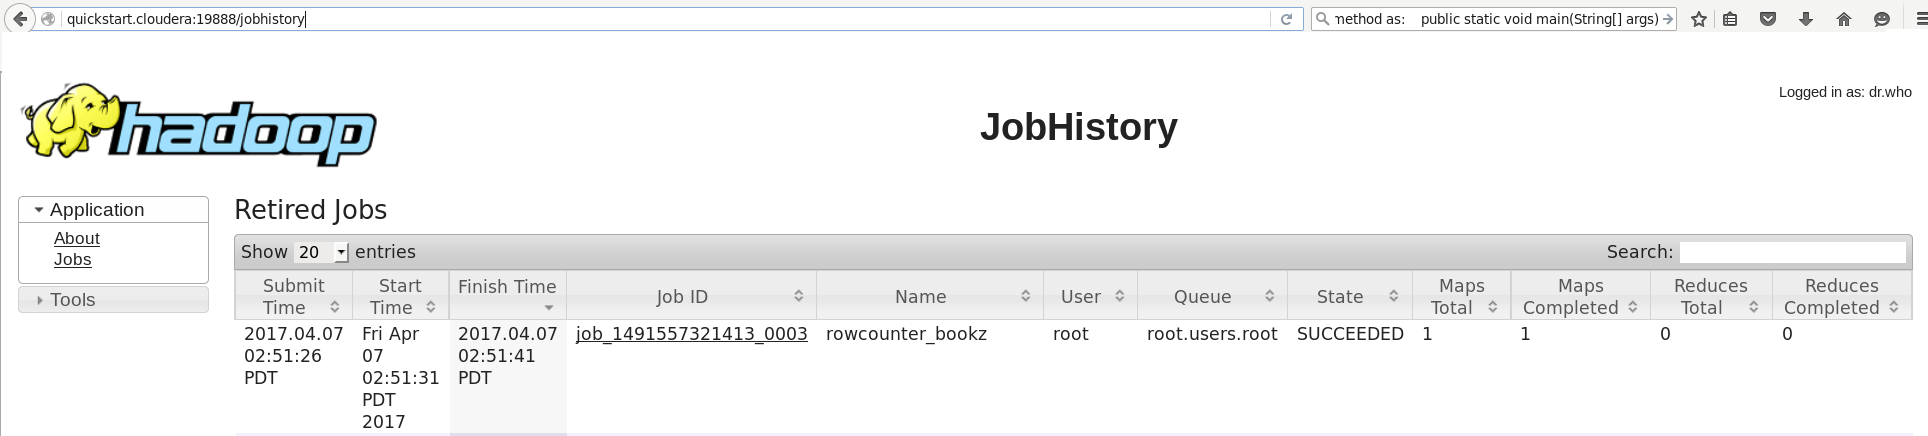 quickstart.cloudera:19888/jobhistory
method as:    public static void main(String[] args)
hadoop
JobHistory
Logged in as: dr.who
Application
About
Jobs
Tools
Retired Jobs
Show 20 entries
Search:
Submit Time
Start Time
Finish Time
Job ID
Name
User
Queue
State
Maps Total
Maps Completed
Reduces Total
Reduces Completed
2017.04.07
02:51:26
PDT
Fri Apr
07
02:51:31
PDT
2017
2017.04.07
02:51:41
PDT
job_1491557321413_0003
rowcounter_bookz
root
root.users.root
SUCCEEDED
1
1
0
0